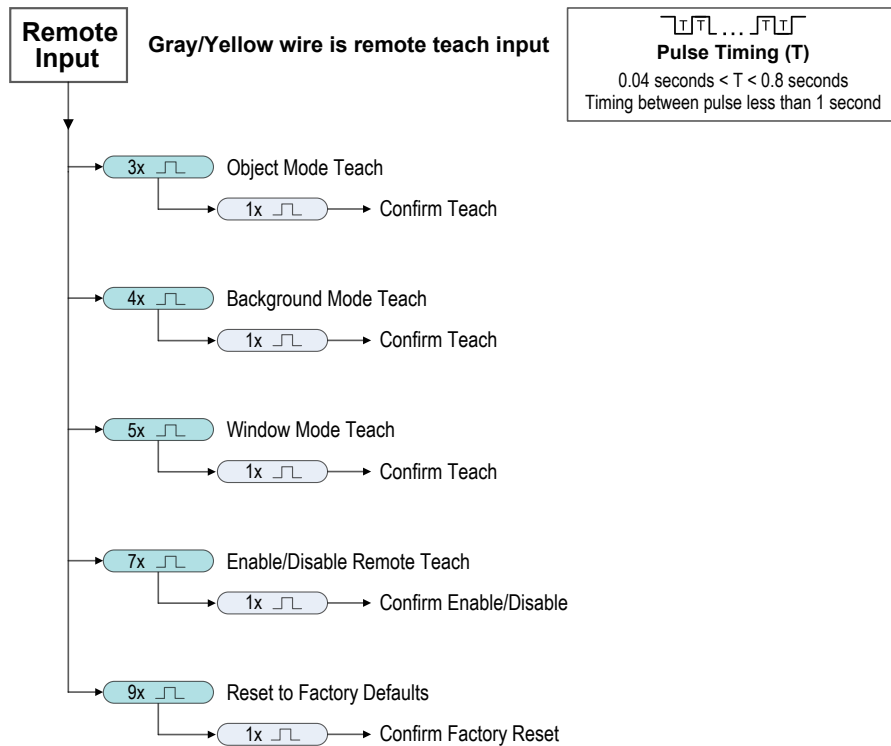 Remote
Input
Gray/Yellow wire is remote teach input
T T ... T T
Pulse Timing (T)
0.04 seconds < T < 0.8 seconds
Timing between pulse less than 1 second
3x Object Mode Teach
1x Confirm Teach
4x Background Mode Teach
1x Confirm Teach
5x Window Mode Teach
1x Confirm Teach
7x Enable/Disable Remote Teach
1x Confirm Enable/Disable
9x Reset to Factory Defaults
1x Confirm Factory Reset